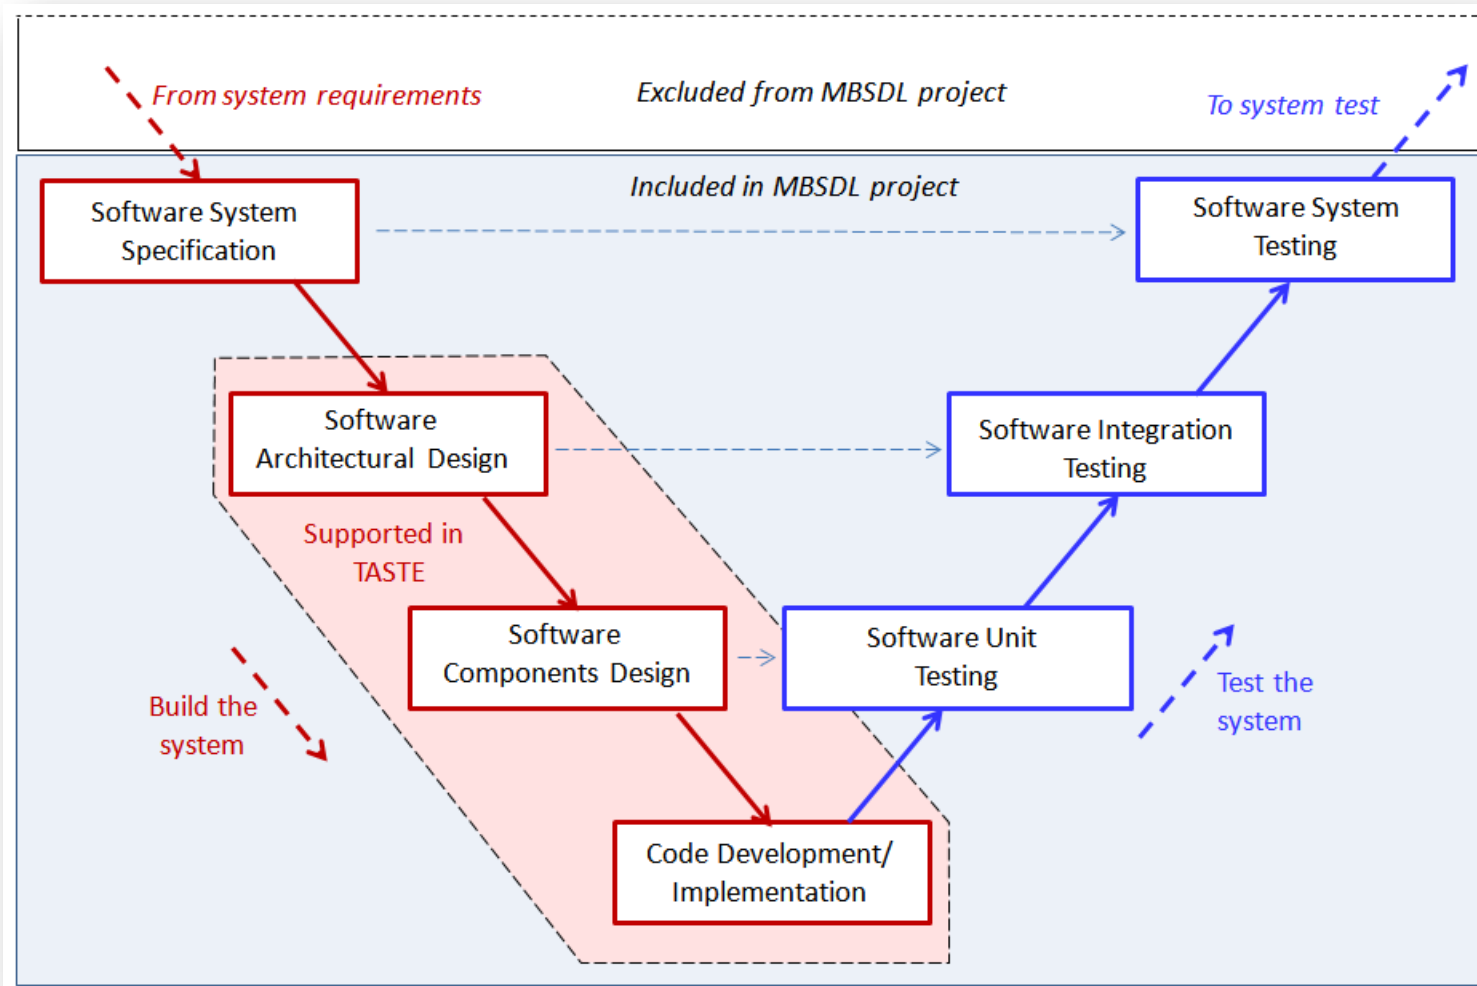 From system requirements
Excluded from MBSDL project
To system test
Included in MBSDL project
Software System
Specification
Software System
Testing
Software
Architectural Design
Software Integration
Testing
Supported in
TASTE
Software
Components Design
Software Unit
Testing
Build the
system
Test the
system
Code Development/
Implementation